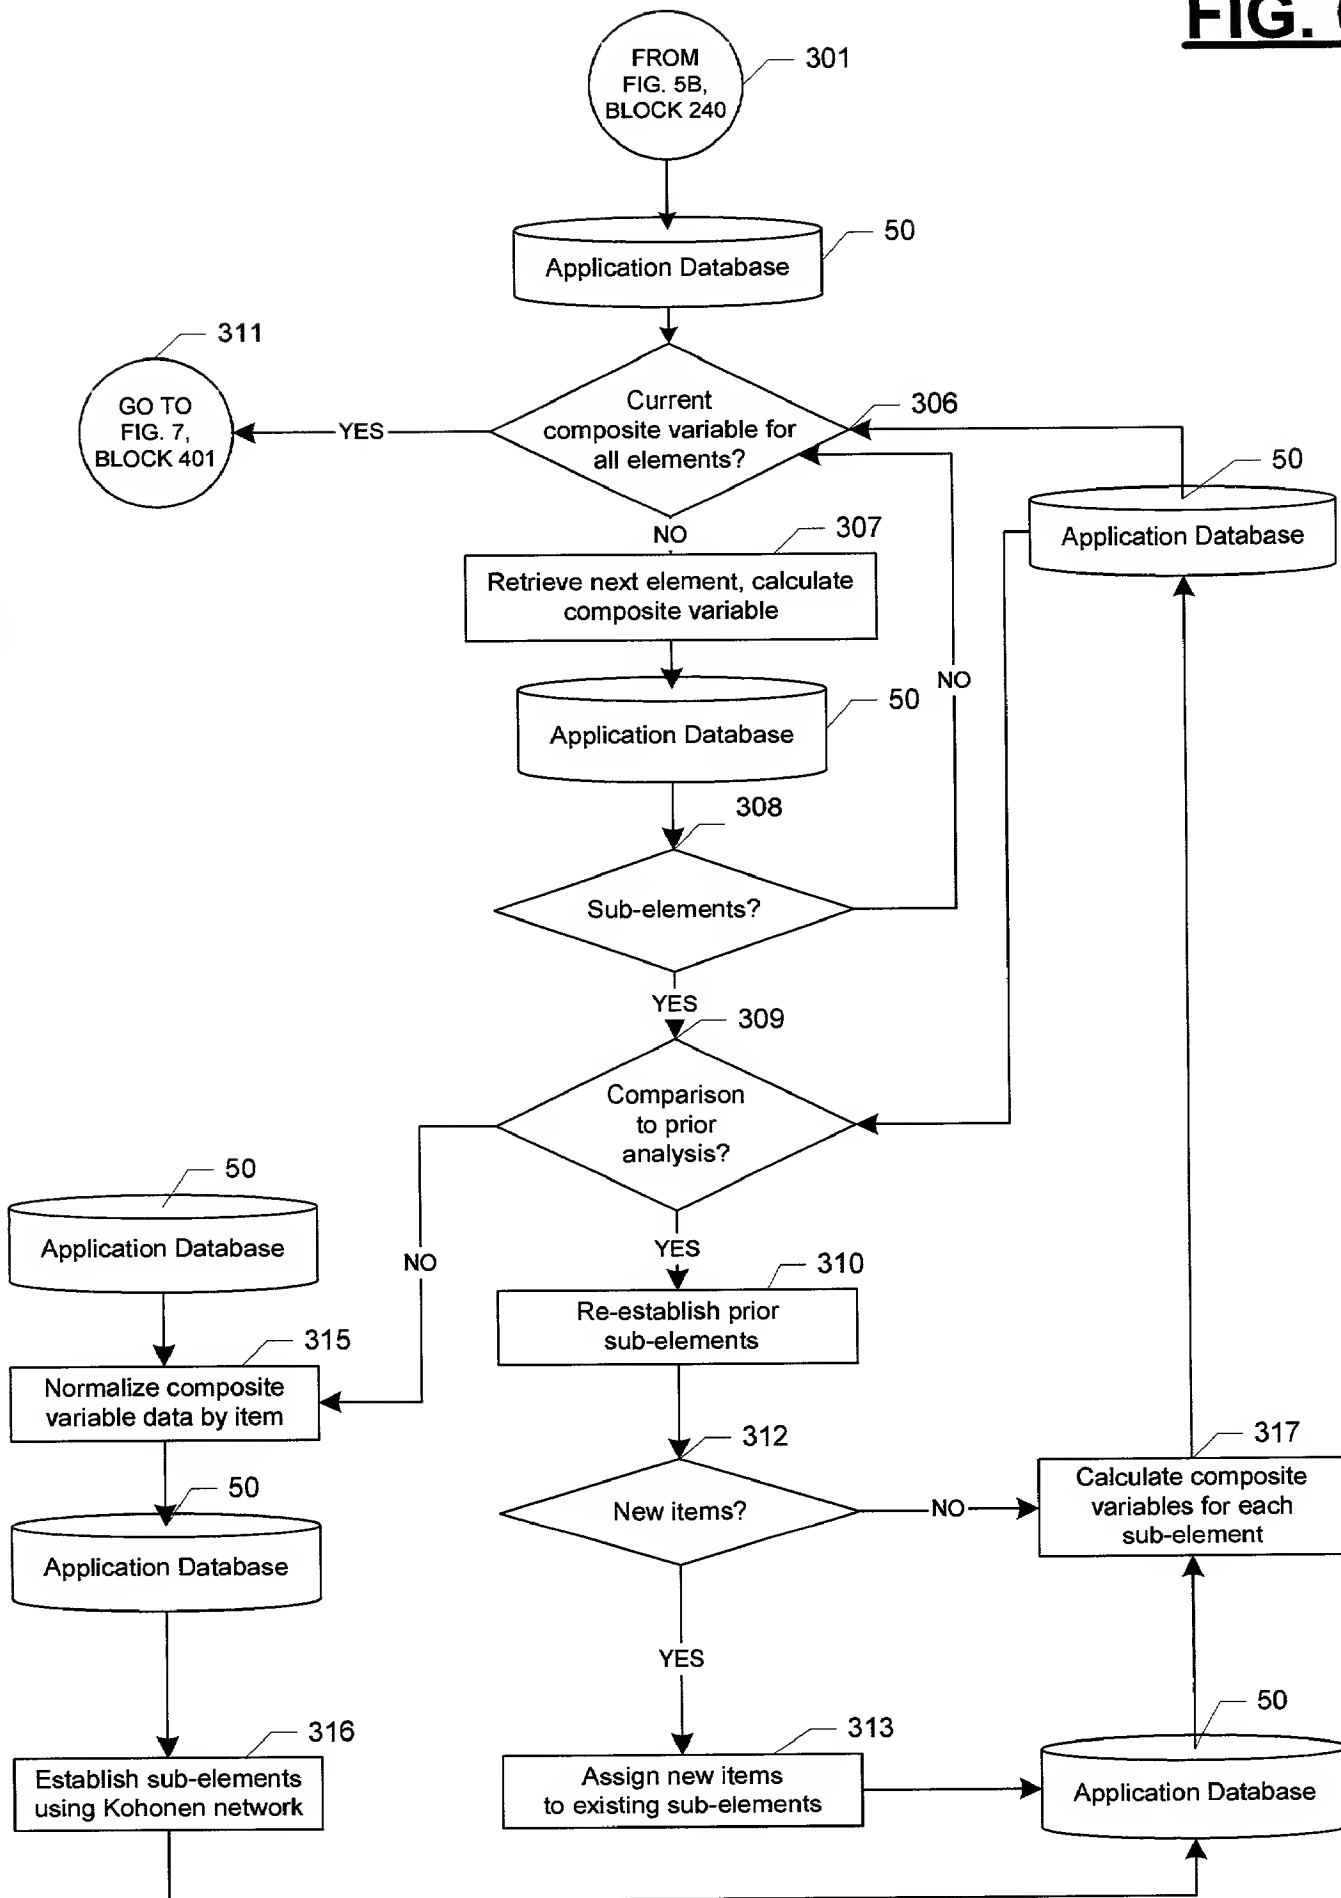 FIG.
FROM
FIG. 5B,
BLOCK 240
301
50
Application Database
311
GO TO
FIG. 7,
BLOCK 401
YES
Current
composite variable for
all elements?
306
50
Application Database
NO
307
Retrieve next element, calculate
composite variable
NO
50
Application Database
308
Sub-elements?
YES
309
Comparison
to prior
analysis?
50
Application Database
NO
YES
310
Re-establish prior
sub-elements
315
Normalize composite
variable data by item
312
New items?
NO
317
Calculate composite
variables for each
sub-element
50
Application Database
YES
316
Establish sub-elements
using Kohonen network
313
Assign new items
to existing sub-elements
50
Application Database